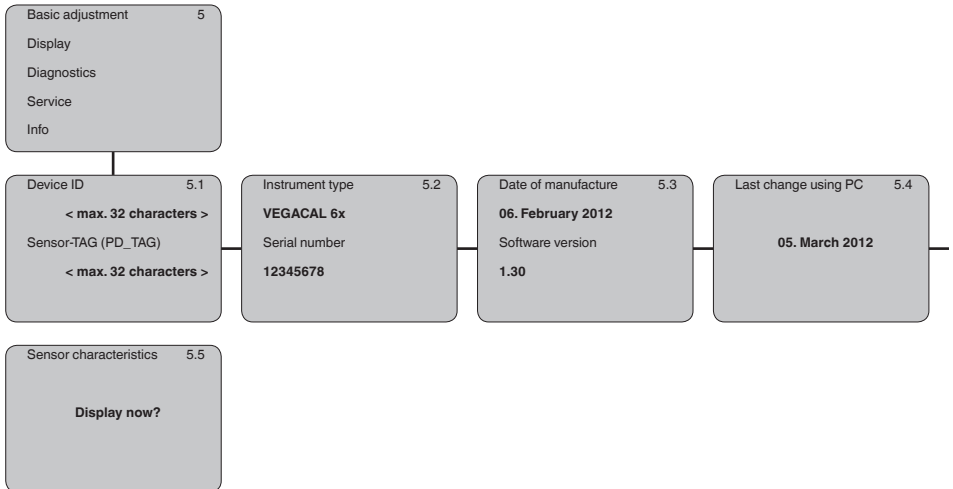 Basic adjustment 5
Display
Diagnostics
Service
Info
Device ID 5.1
< max. 32 characters >
Sensor-TAG (PD_TAG)
< max. 32 characters >
Instrument type 5.2
VEGACAL 6x
Serial number
12345678
Date of manufacture 5.3
06. February 2012
Software version
1.30
Last change using PC 5.4
05. March 2012
Sensor characteristics 5.5
Display now?